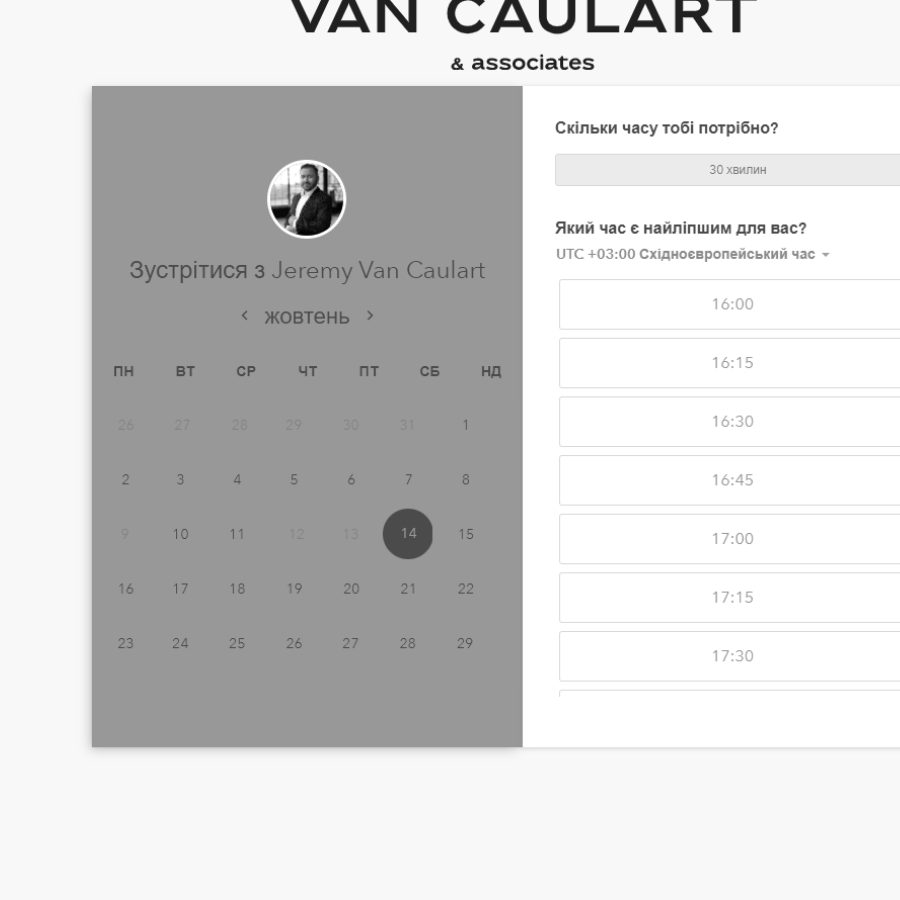 VAN CAULART
& associates
Зустрітися з Jeremy Van Caulart
жовтень
ПН ВТ СР ЧТ ПТ СБ НД
26 27 28 29 30 31 1
2 3 4 5 6 7 8
9 10 11 12 13 14 15
16 17 18 19 20 21 22
23 24 25 26 27 28 29
Скільки часу тобі потрібно?
30 хвилин
Який час є найліпшим для вас?
UTC +03:00 Східноєвропейський час
16:00
16:15
16:30
16:45
17:00
17:15
17:30